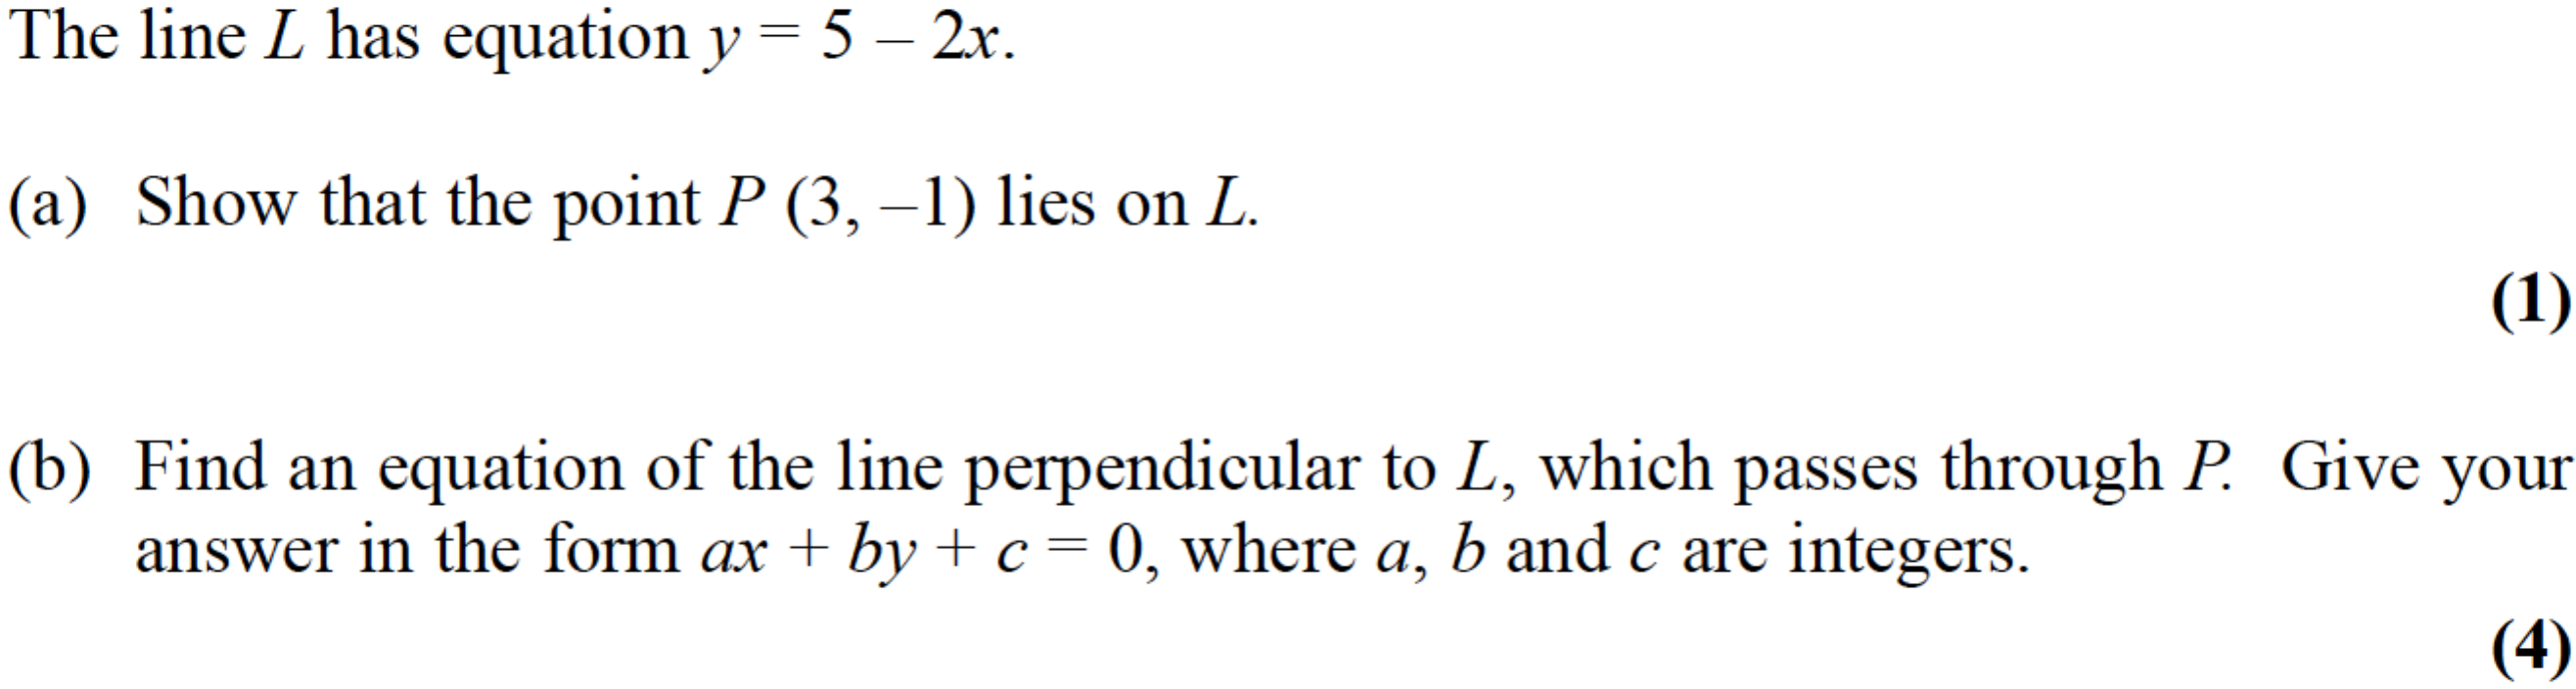 The line L has equation y = 5 – 2x.
(a) Show that the point P (3, –1) lies on L.
(1)
(b) Find an equation of the line perpendicular to L, which passes through P. Give your
answer in the form ax + by + c = 0, where a, b and c are integers.
(4)